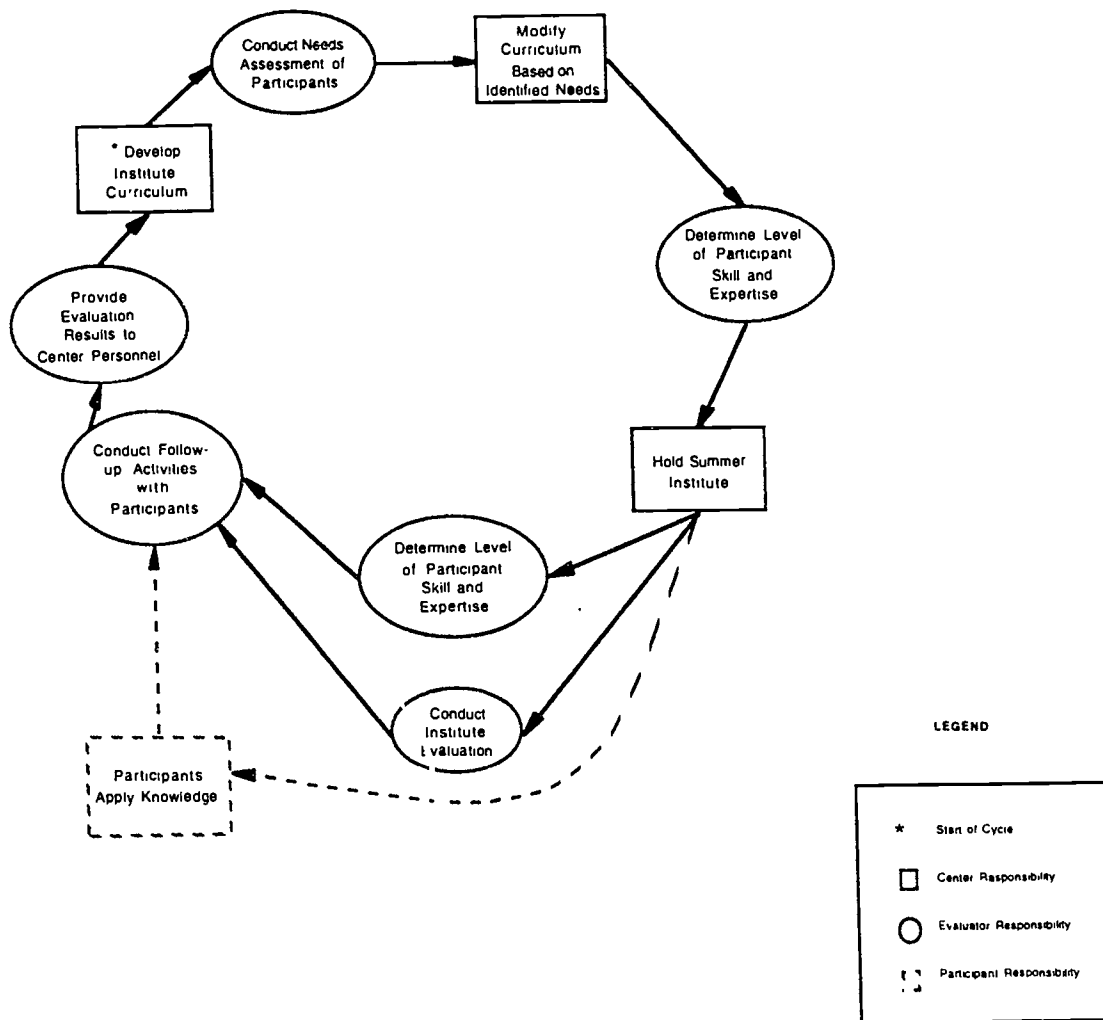 Conduct Needs
Assessment of
Participants
Modify
Curriculum
Based on
Identified Needs
* Develop
Institute
Curriculum
Determine Level
of Participant
Skill and
Expertise
Provide
Evaluation
Results to
Center Personnel
Conduct Follow-
up Activities
with
Participants
Hold Summer
Institute
Determine Level
of Participant
Skill and
Expertise
Conduct
Institute
Evaluation
Participants
Apply Knowledge
LEGEND
* Start of Cycle
Center Responsibility
Evaluator Responsibility
Participant Responsibility